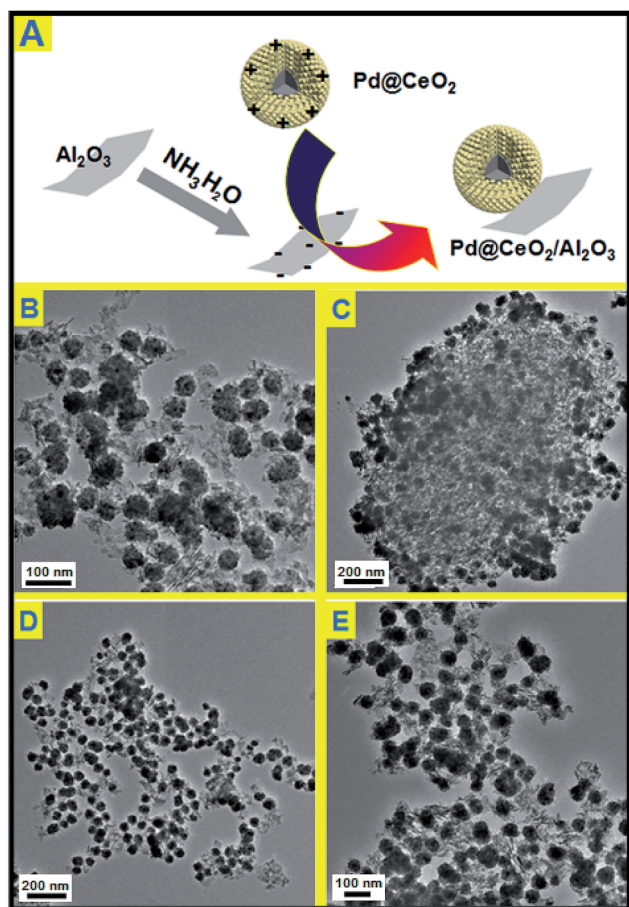 A
Pd@CeO₂
Al₂O₃
NH₃H₂O
+ + + + + + + +
- - - - - - -
Pd@CeO₂/Al₂O₃
B
C
100 nm
200 nm
D
E
200 nm
100 nm